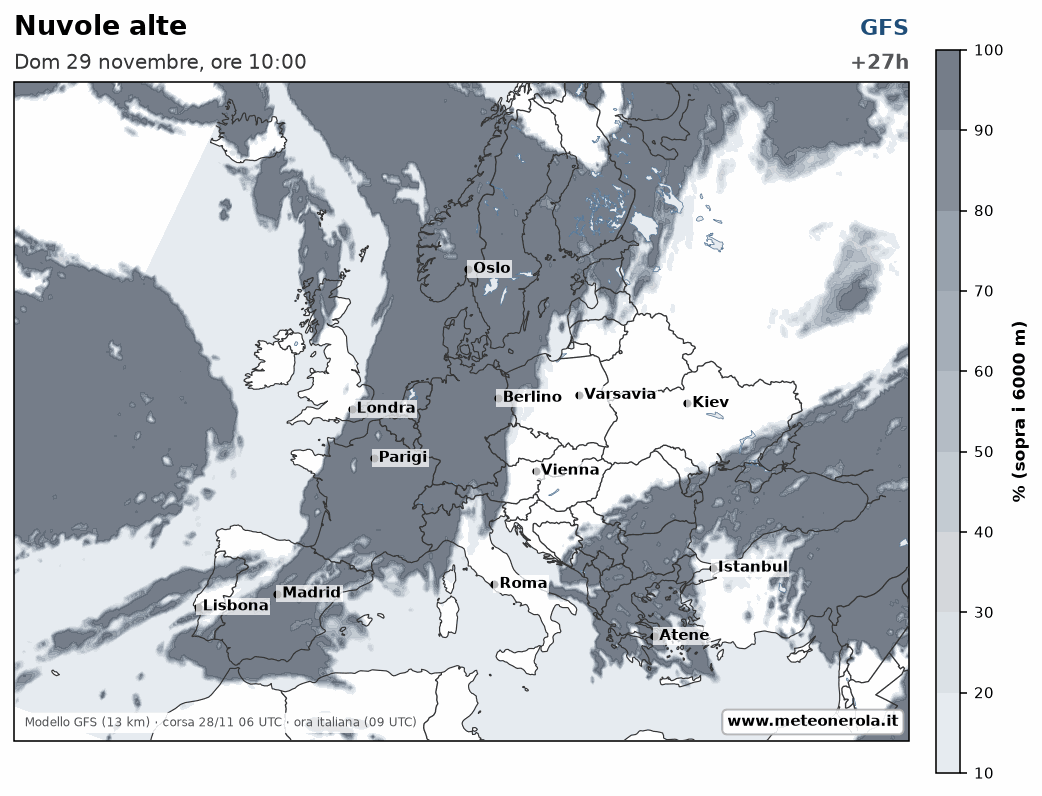 Nuvole alte
GFS
Dom 29 novembre, ore 10:00
+27h
100
90
80
70
60
50
40
30
20
10
% (sopra i 6000 m)
Oslo
Berlino
Varsavia
Kiev
Londra
Parigi
Vienna
Istanbul
Roma
Madrid
Lisbona
Atene
Modello GFS (13 km) · corsa 28/11 06 UTC · ora italiana (09 UTC)
www.meteonerola.it